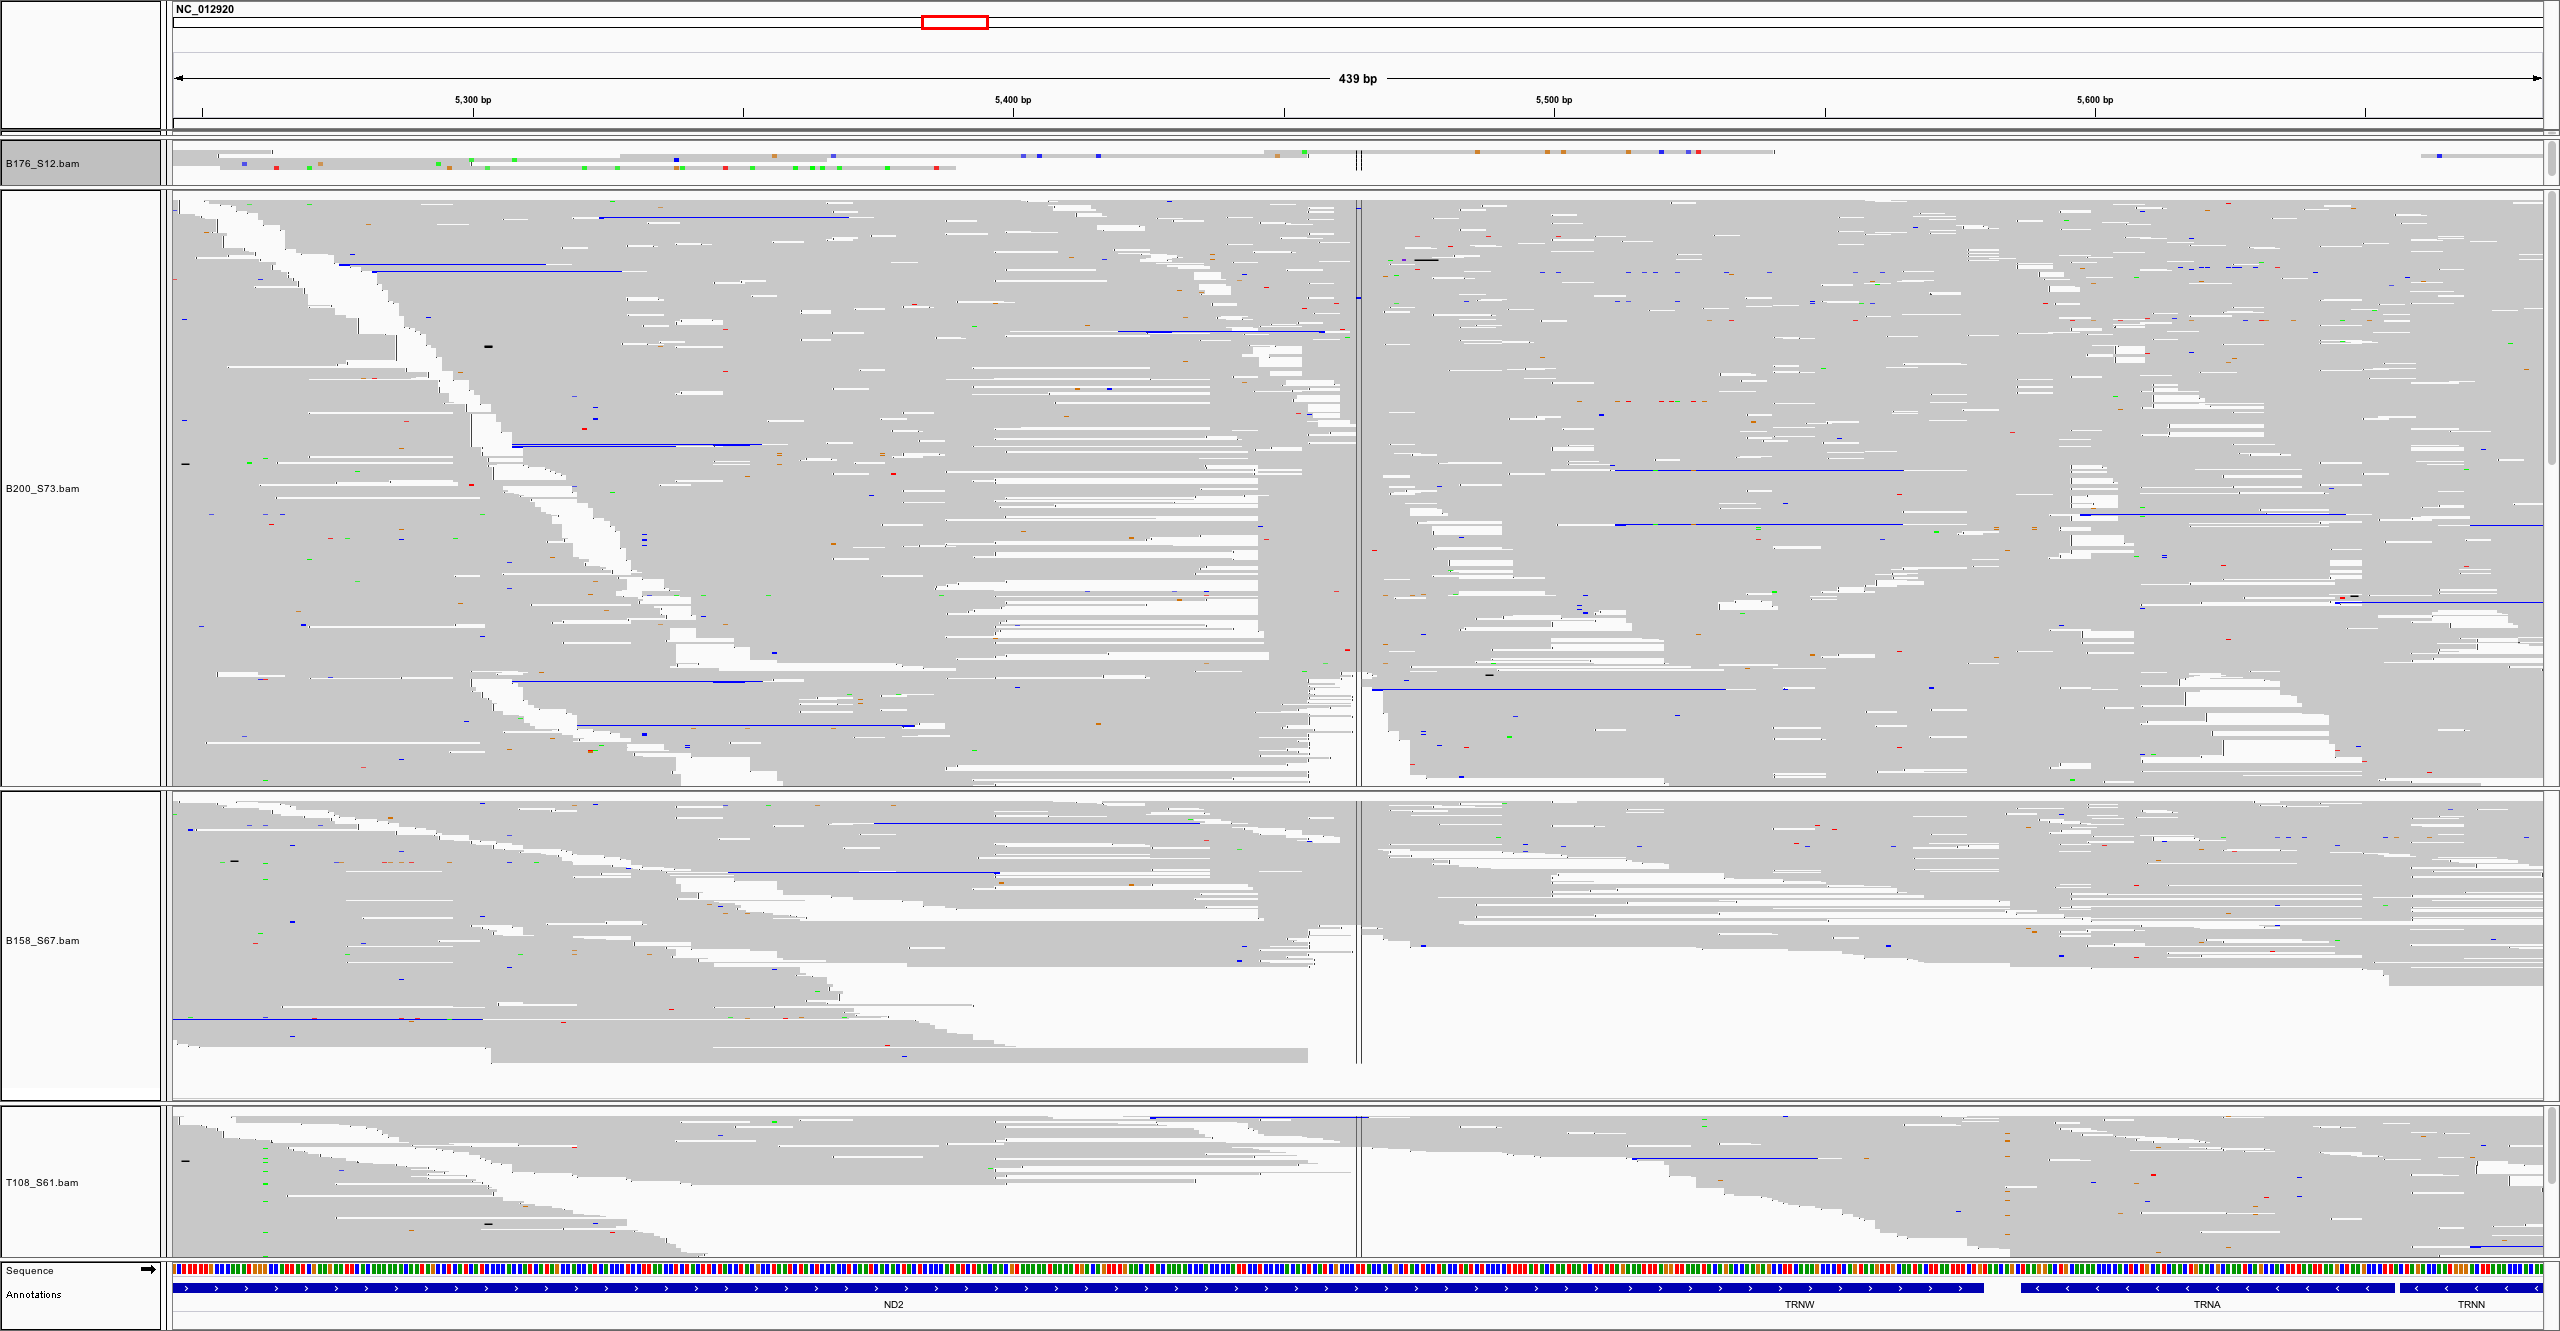 NC_012920
439 bp
5,300 bp 5,400 bp 5,500 bp 5,600 bp
B176_S12.bam
B200_S73.bam
B158_S67.bam
T108_S61.bam
Sequence
Annotations
ND2 TRNW TRNA TRNN